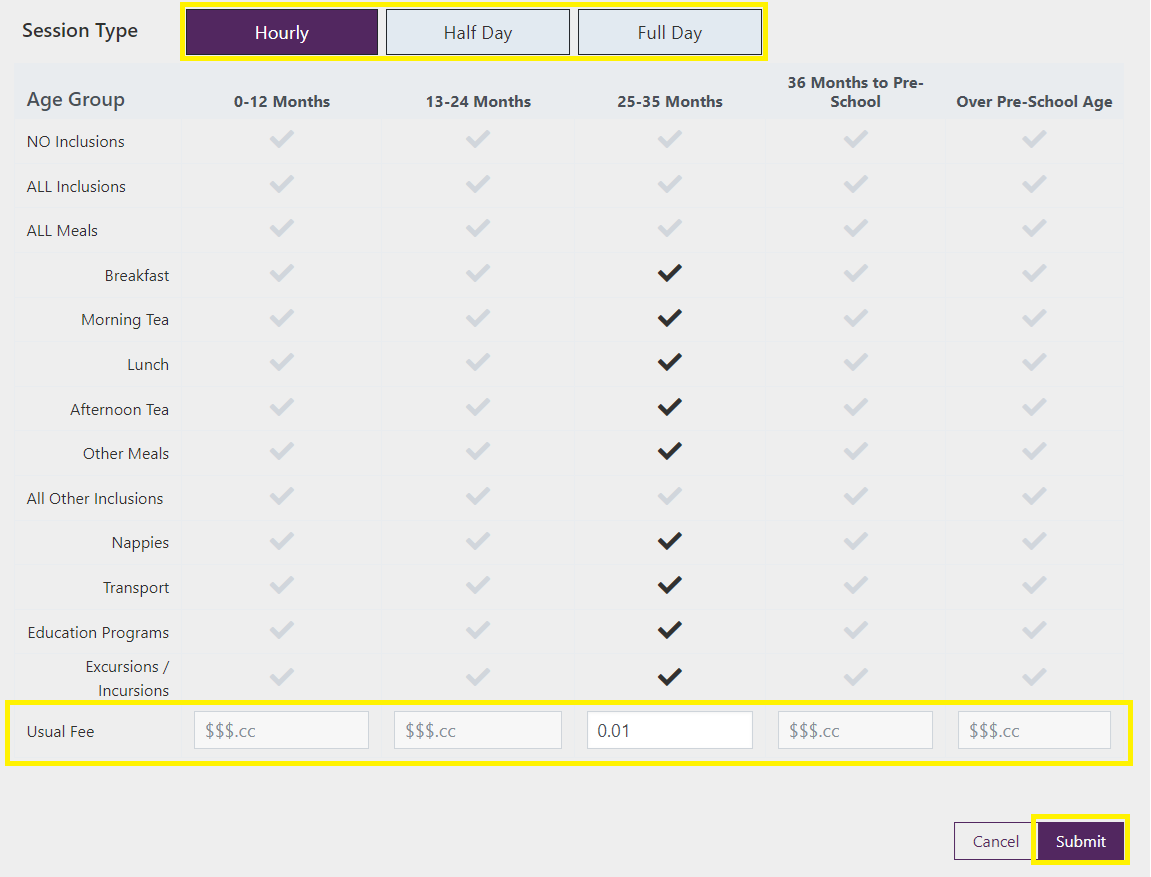 Session Type Hourly Half Day Full Day
Age Group 0-12 Months 13-24 Months 25-35 Months 36 Months to Pre-
School Over Pre-School Age
NO Inclusions
ALL Inclusions
ALL Meals
Breakfast
Morning Tea
Lunch
Afternoon Tea
Other Meals
All Other Inclusions
Nappies
Transport
Education Programs
Excursions /
Incursions
Usual Fee $$$.cc $$$.cc 0.01 $$$.cc $$$.cc
Cancel Submit